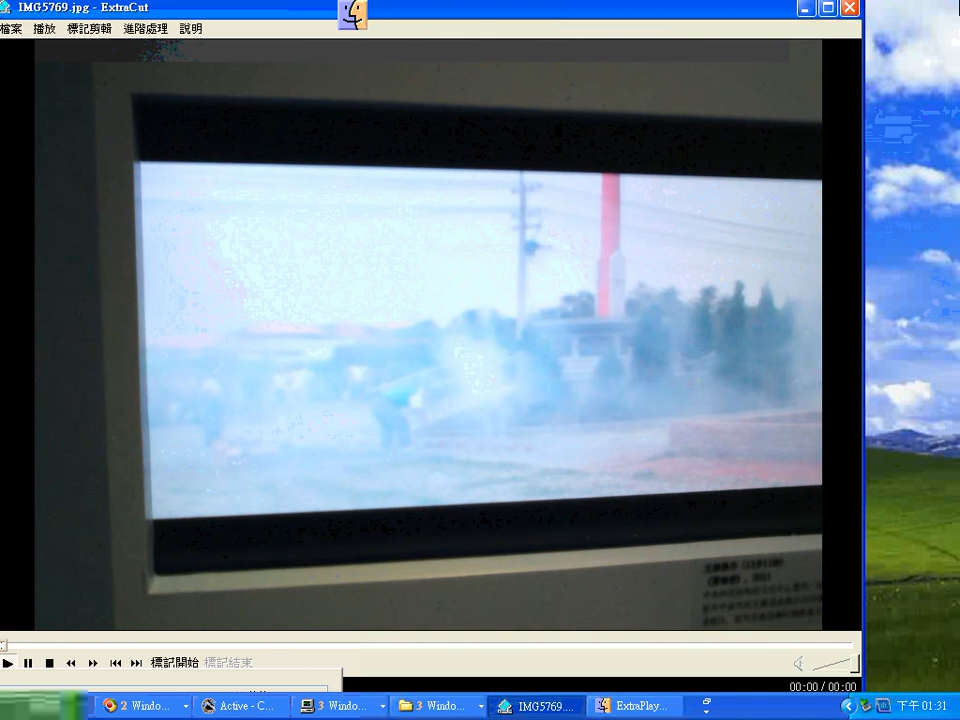 IMG5769.jpg - ExtraCut
檔案 播放 標記剪輯 進階處理 說明
標記開始 標記結束
00:00 / 00:00
2 Windo...
Active - C...
3 Windo...
3 Windo...
IMG5769....
ExtraPlay...
下午 01:31